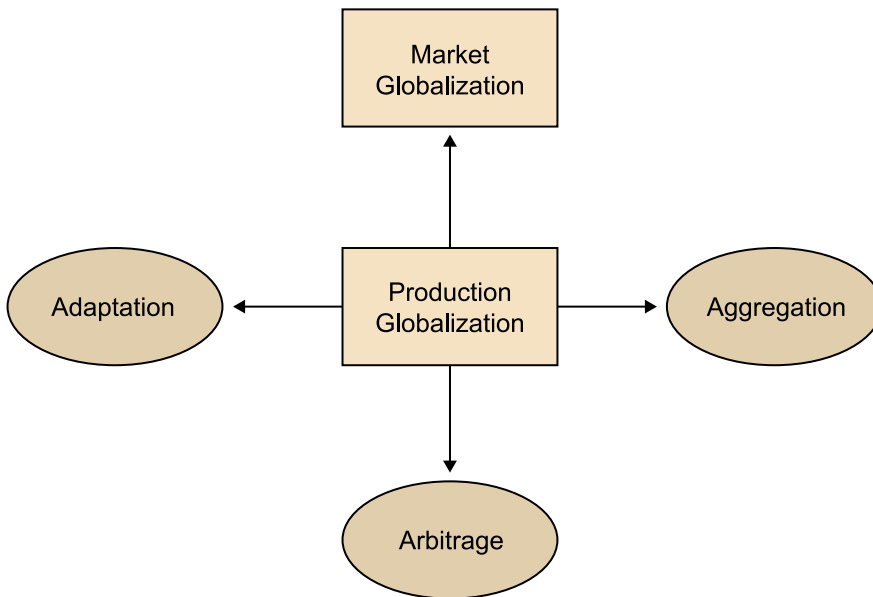 Market
Globalization
Adaptation
Production
Globalization
Aggregation
Arbitrage